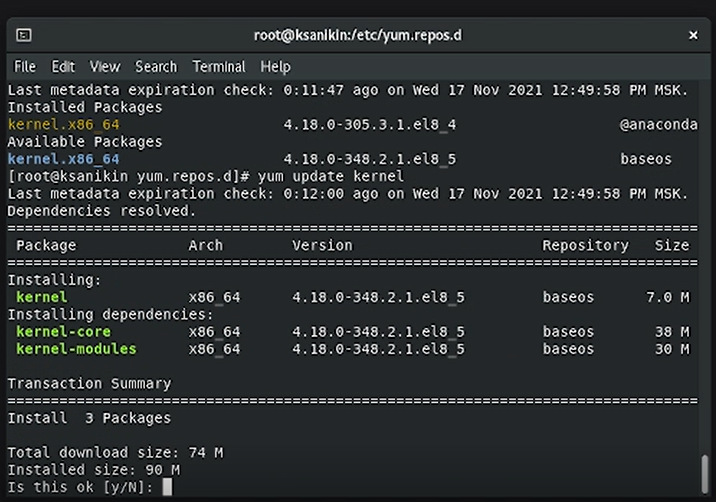 root@ksanikin:/etc/yum.repos.d ×
File Edit View Search Terminal Help
Last metadata expiration check: 0:11:47 ago on Wed 17 Nov 2021 12:49:58 PM MSK.
Installed Packages
kernel.x86_64 4.18.0-305.3.1.el8_4 @anaconda
Available Packages
kernel.x86_64 4.18.0-348.2.1.el8_5 baseos
[root@ksanikin yum.repos.d]# yum update kernel
Last metadata expiration check: 0:12:00 ago on Wed 17 Nov 2021 12:49:58 PM MSK.
Dependencies resolved.
================================================================================
Package Arch Version Repository Size
================================================================================
Installing:
kernel x86_64 4.18.0-348.2.1.el8_5 baseos 7.0 M
Installing dependencies:
kernel-core x86_64 4.18.0-348.2.1.el8_5 baseos 38 M
kernel-modules x86_64 4.18.0-348.2.1.el8_5 baseos 30 M
Transaction Summary
================================================================================
Install 3 Packages
Total download size: 74 M
Installed size: 90 M
Is this ok [y/N]: